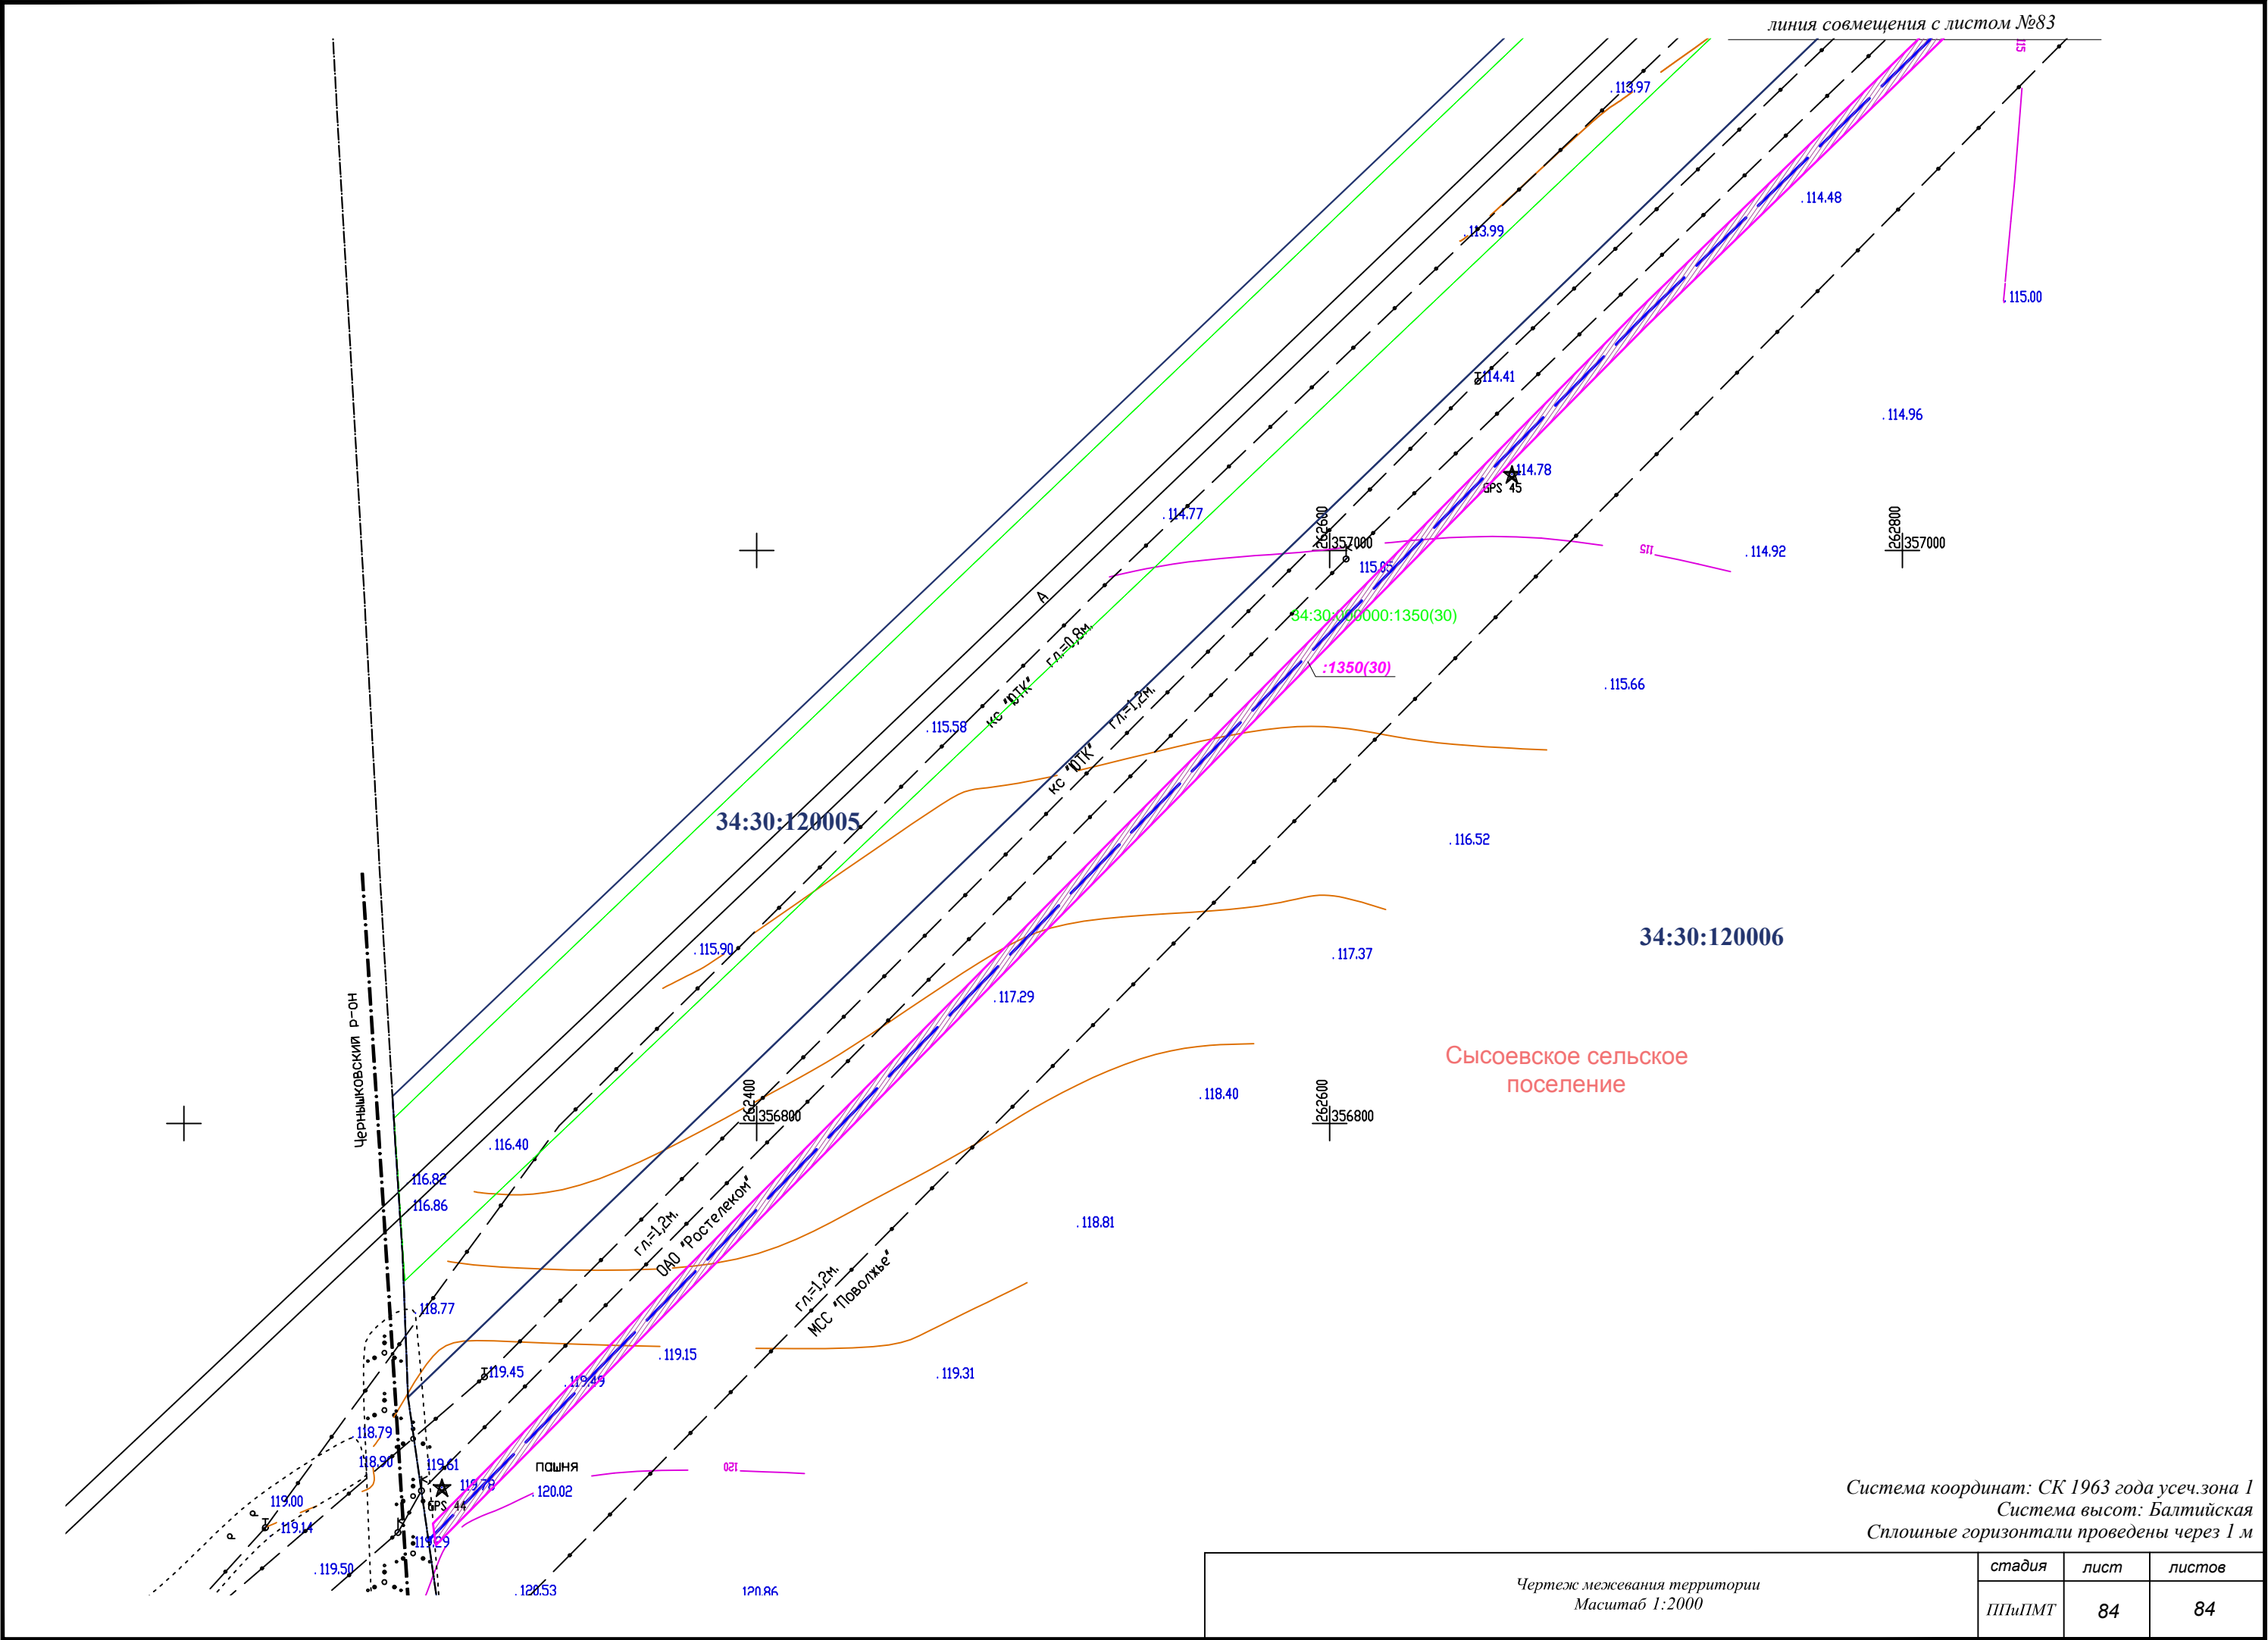 линия совмещения с листом №83
115
. 113.97
. 114.48
. 113.99
. 115.00
114.41
. 114.96
114.78
GPS 45
. 114.77
262600
357000
262800
357000
115
. 114.92
115.05
А
34:30:000000:1350(30)
гл.=0,8м.
:1350(30)
. 115.66
кс "ЮТК"
гл.=1,2м.
. 115.58
кс "ЮТК"
34:30:120005
. 116.52
34:30:120006
. 115.90
. 117.37
. 117.29
Чернышковский р-он
Сысоевское сельское
поселение
. 118.40
262400
356800
262600
356800
. 116.40
116.82
116.86
ОАО "Ростелеком"
гл.=1,2м.
. 118.81
гл.=1,2м.
МСС "Поволжье"
118.77
. 119.15
119.45
. 119.49
. 119.31
118.79
118.90
119.61
пашня
120
119.78
. 120.02
GPS 44
119.00
Р Р
119.14
119.29
. 119.50
. 120.53
120.86
Система координат: СК 1963 года усеч.зона 1
Система высот: Балтийская
Сплошные горизонтали проведены через 1 м
Чертеж межевания территории
Масштаб 1:2000
стадия лист листов
ППиПМТ 84 84